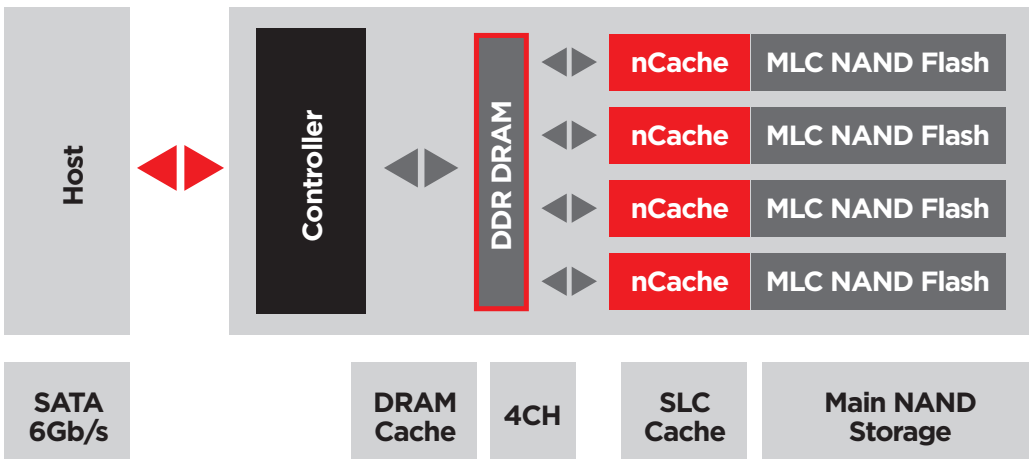 Host
Controller
DDR DRAM
nCache MLC NAND Flash
nCache MLC NAND Flash
nCache MLC NAND Flash
nCache MLC NAND Flash
SATA
6Gb/s
DRAM
Cache
4CH
SLC
Cache
Main NAND
Storage